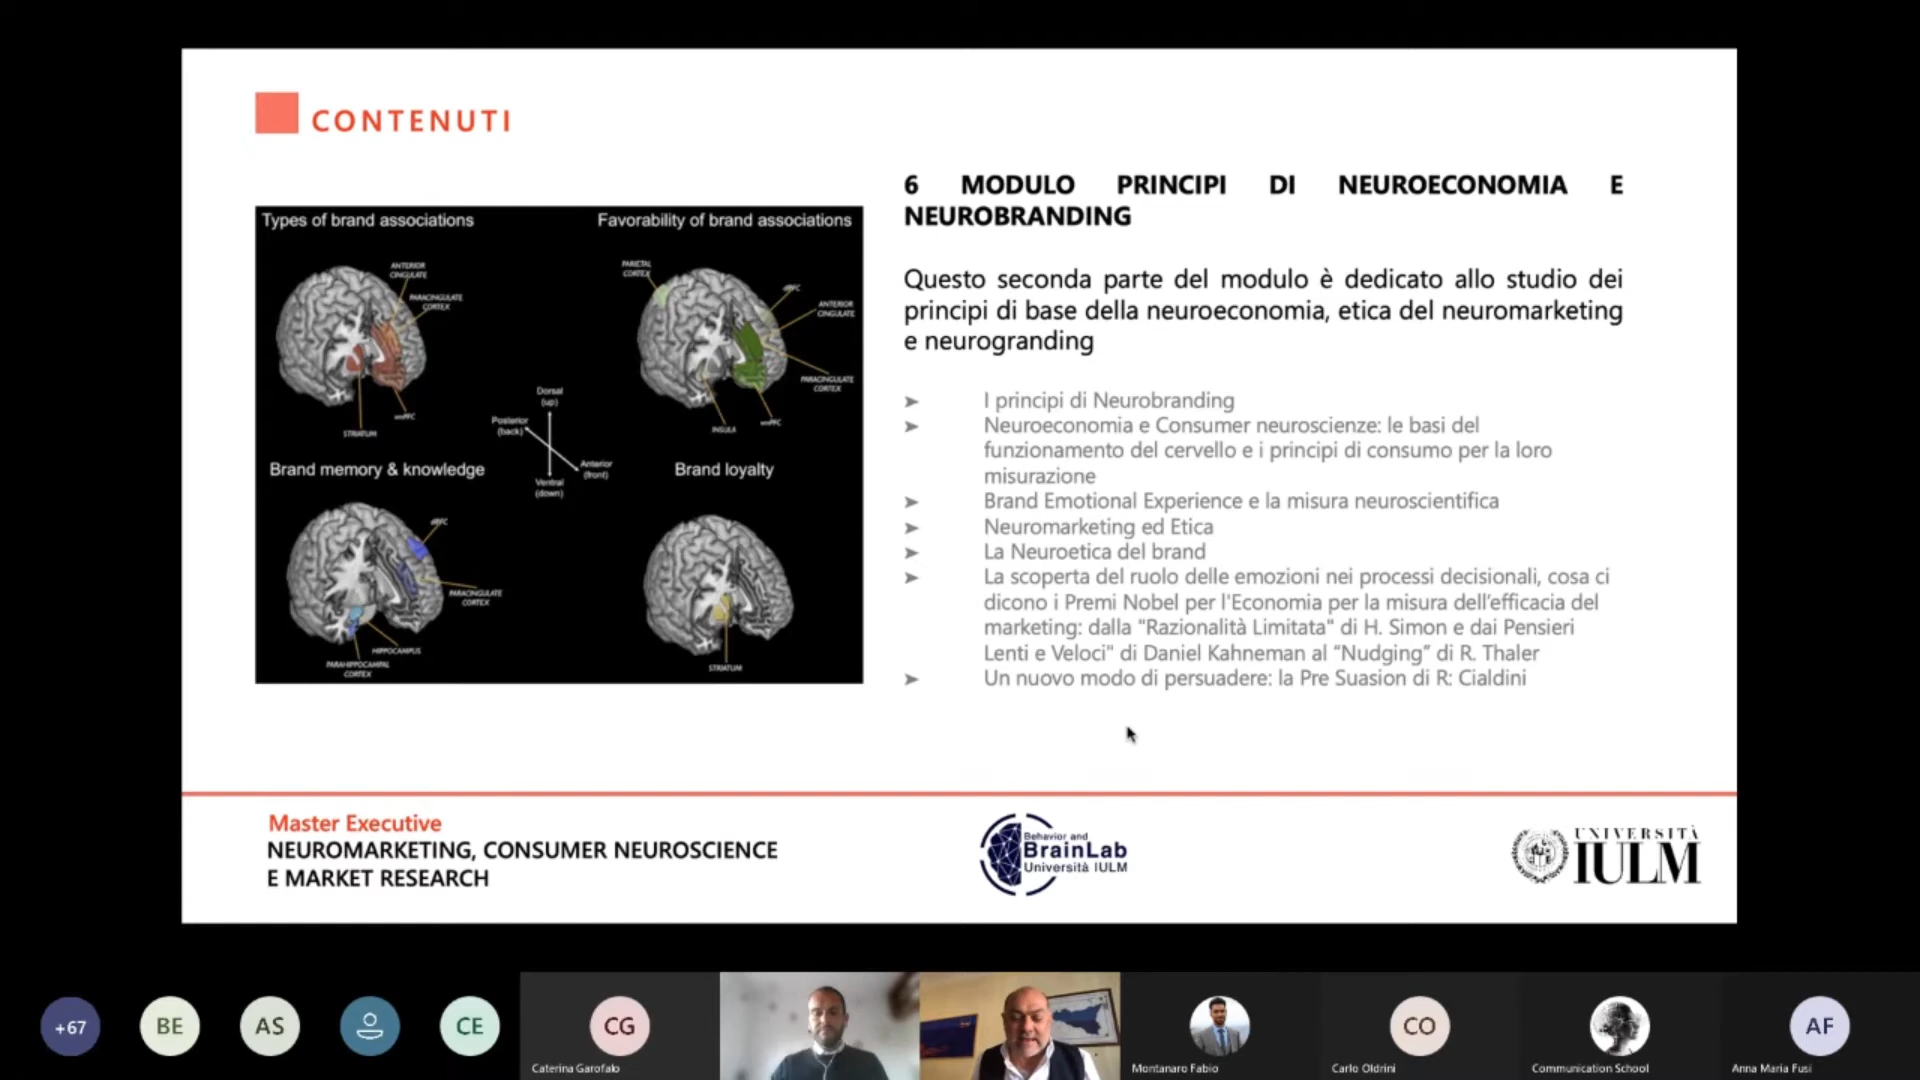 CONTENUTI
Types of brand associations
Favorability of brand associations
ANTERIOR
CINGULATE
PARACINGULATE
CORTEX
vmPFC
STRIATUM
PARIETAL
CORTEX
dlPFC
ANTERIOR
CINGULATE
PARACINGULATE
CORTEX
vmPFC
INSULA
Dorsal
(up)
Posterior
(back)
Anterior
(front)
Ventral
(down)
Brand memory & knowledge
Brand loyalty
dlPFC
PARACINGULATE
CORTEX
HIPPOCAMPUS
PARAHIPPOCAMPAL
CORTEX
STRIATUM
6 MODULO PRINCIPI DI NEUROECONOMIA E
NEUROBRANDING
Questo seconda parte del modulo è dedicato allo studio dei
principi di base della neuroeconomia, etica del neuromarketing
e neurogranding
➤ I principi di Neurobranding
➤ Neuroeconomia e Consumer neuroscienze: le basi del
funzionamento del cervello e i principi di consumo per la loro
misurazione
➤ Brand Emotional Experience e la misura neuroscientifica
➤ Neuromarketing ed Etica
➤ La Neuroetica del brand
➤ La scoperta del ruolo delle emozioni nei processi decisionali, cosa ci
dicono i Premi Nobel per l'Economia per la misura dell’efficacia del
marketing: dalla "Razionalità Limitata" di H. Simon e dai Pensieri
Lenti e Veloci" di Daniel Kahneman al “Nudging” di R. Thaler
➤ Un nuovo modo di persuadere: la Pre Suasion di R: Cialdini
Master Executive
NEUROMARKETING, CONSUMER NEUROSCIENCE
E MARKET RESEARCH
Behavior and
BrainLab
Università IULM
UNIVERSITÀ
IULM
+67
BE
AS
CE
CG
CO
AF
Caterina Garofalo
Montanaro Fabio
Carlo Oldrini
Communication School
Anna Maria Fusi